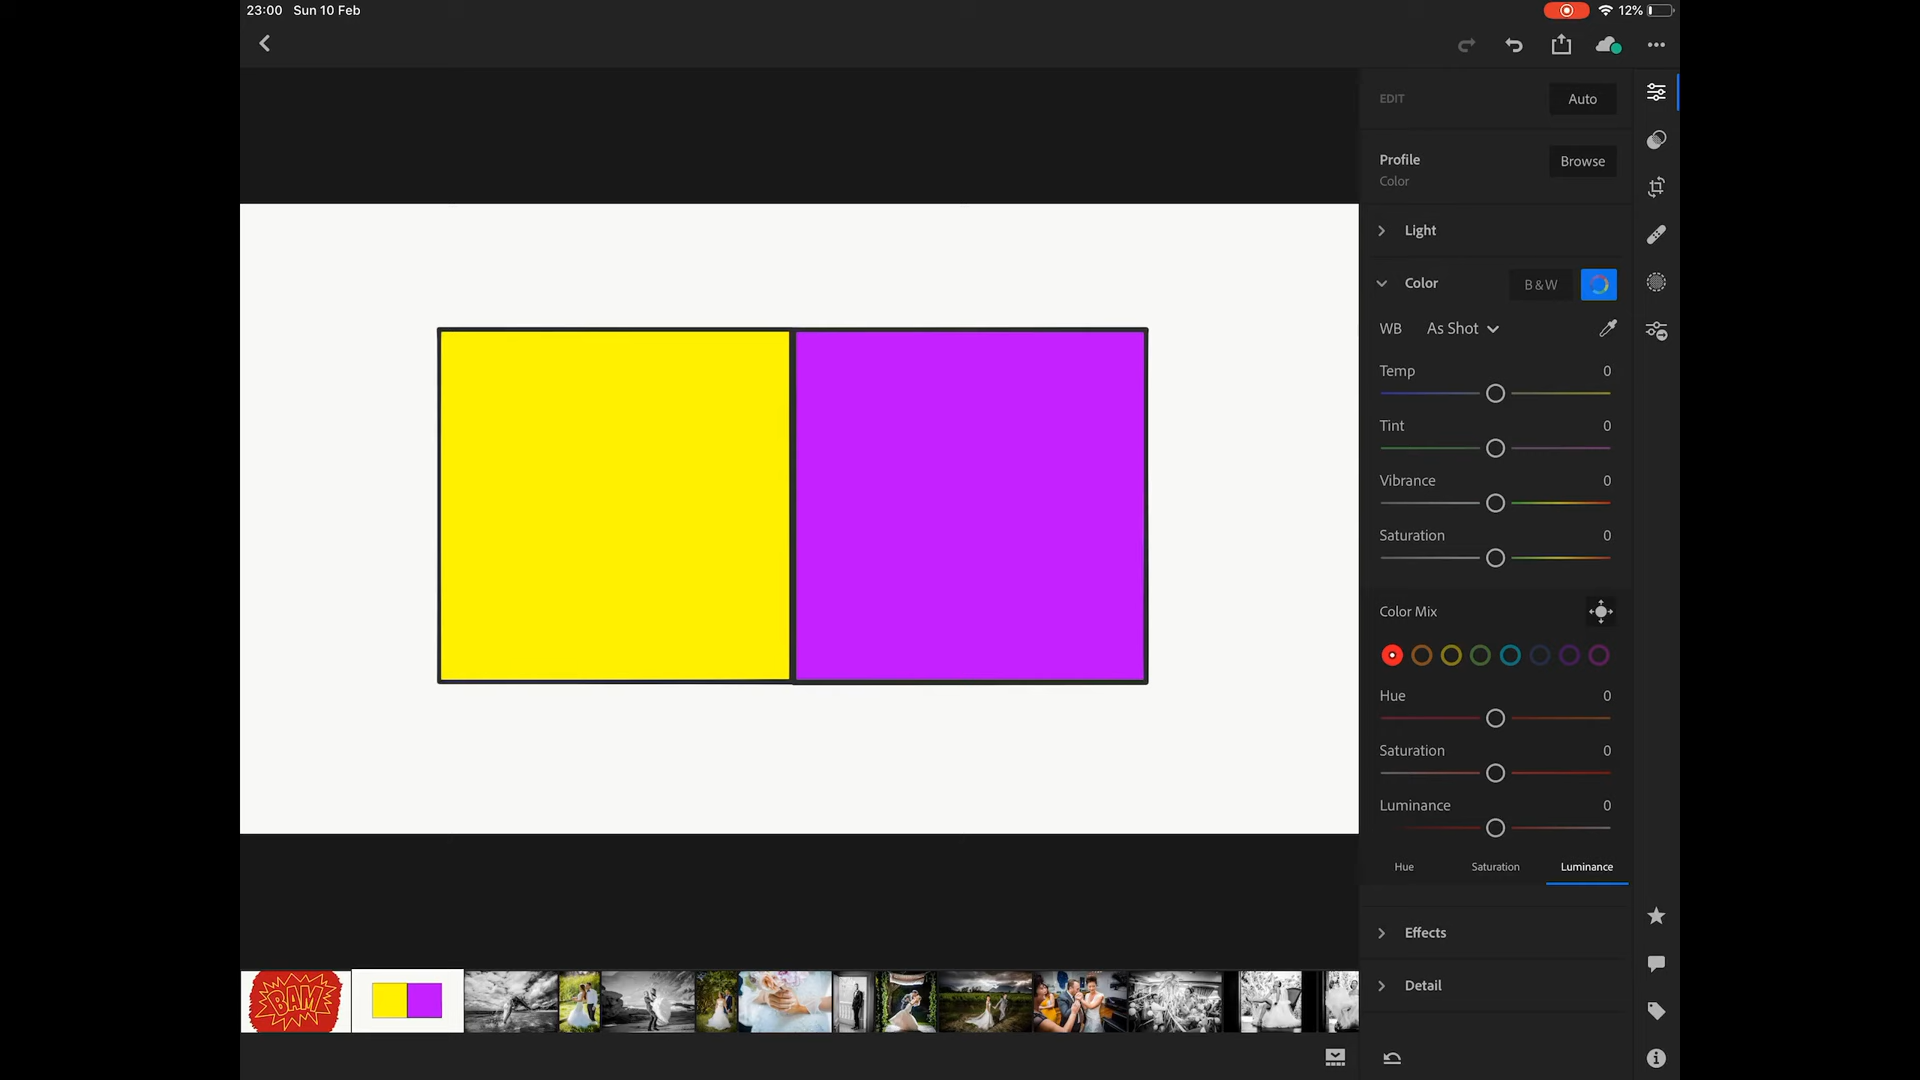 23:00 Sun 10 Feb
12%
EDIT
Auto
Profile
Browse
Color
Light
Color
B&W
WB
As Shot
Temp
0
Tint
0
Vibrance
0
Saturation
0
Color Mix
Hue
0
Saturation
0
Luminance
0
Hue
Saturation
Luminance
Effects
Detail
BAM